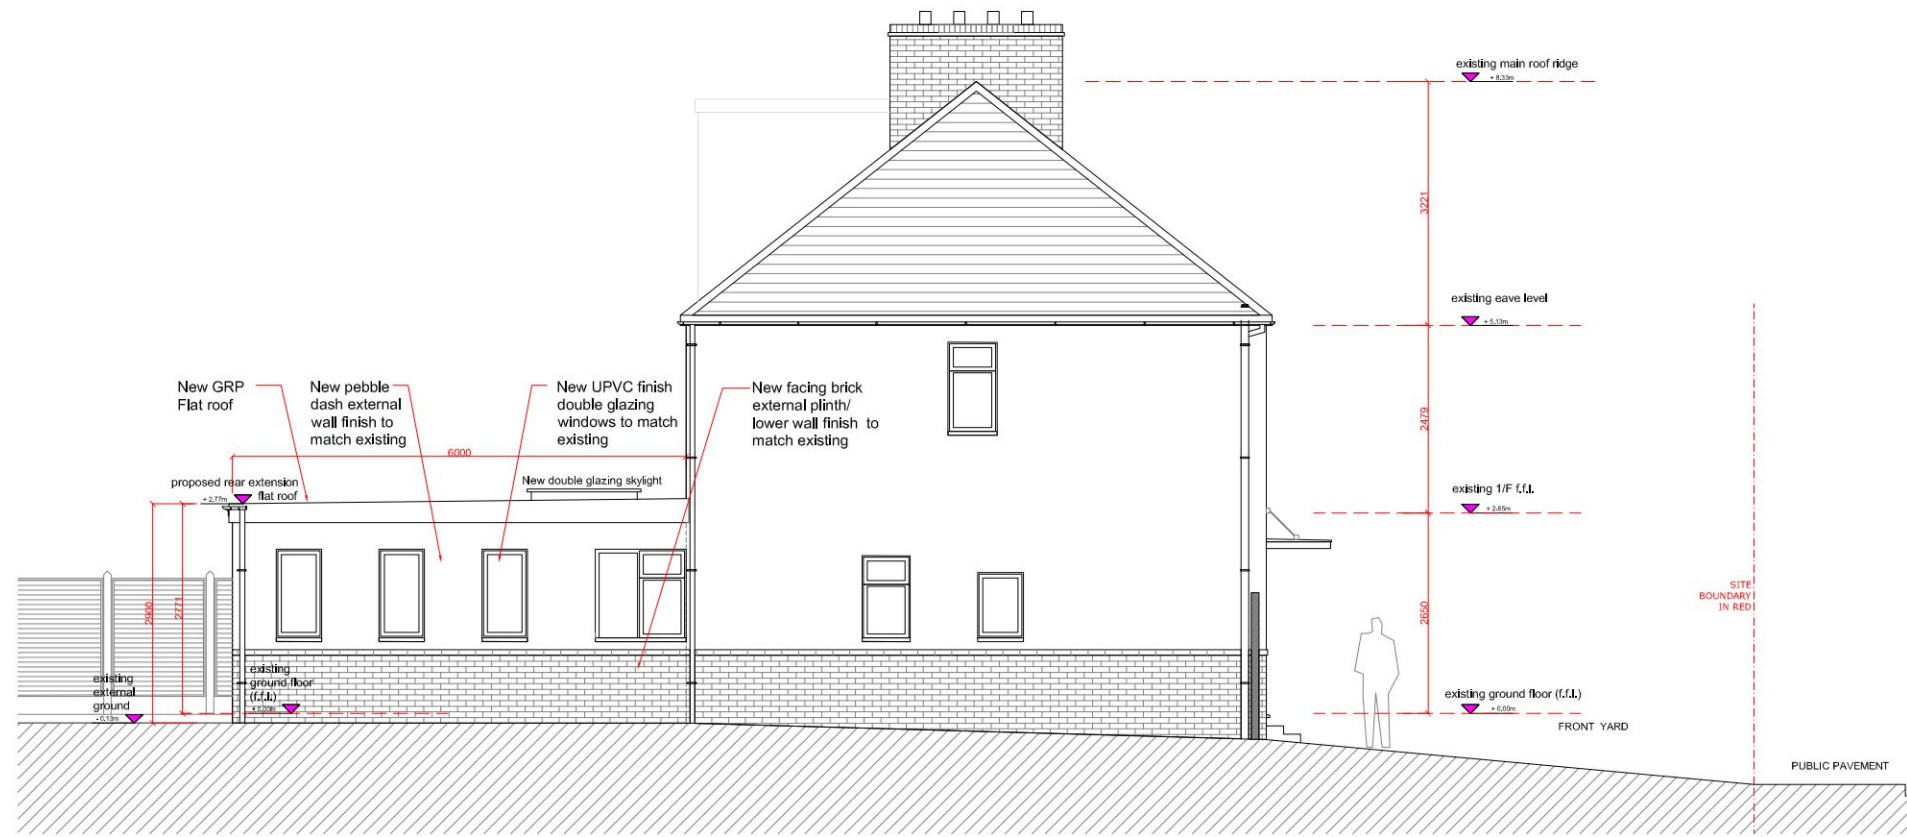 existing main roof ridge
+ 8.33m
3221
existing eave level
+ 5.13m
New GRP
Flat roof
New pebble
dash external
wall finish to
match existing
New UPVC finish
double glazing
windows to match
existing
New facing brick
external plinth/
lower wall finish to
match existing
2479
6000
proposed rear extension
flat roof
+ 2.77m
New double glazing skylight
existing 1/F f.f.l.
+ 2.65m
2900
2771
2650
SITE
BOUNDARY
IN RED
existing
ground floor
(f.f.l.)
+ 0.00m
existing
external
ground
- 0.13m
existing ground floor (f.f.l.)
+ 0.00m
FRONT YARD
PUBLIC PAVEMENT